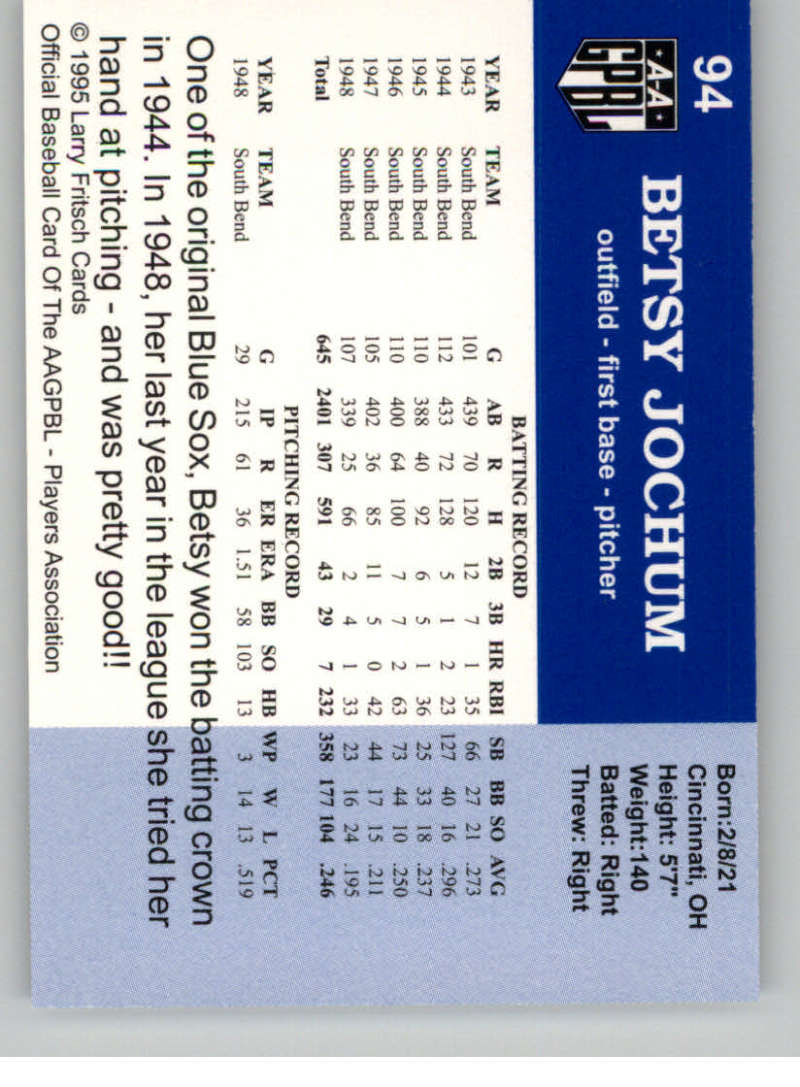 94
A-A
GPBL
BETSY JOCHUM
outfield - first base - pitcher
Born:2/8/21
Cincinnati, OH
Height: 5'7"
Weight:140
Batted: Right
Threw: Right
BATTING RECORD
YEAR TEAM G AB R H 2B 3B HR RBI SB BB SO AVG
1943 South Bend 101 439 70 120 12 7 1 35 66 27 21 .273
1944 South Bend 112 433 72 128 5 1 2 23 127 40 16 .296
1945 South Bend 110 388 40 92 6 5 1 36 25 33 18 .237
1946 South Bend 110 400 64 100 7 7 2 63 73 44 10 .250
1947 South Bend 105 402 36 85 11 5 0 42 44 17 15 .211
1948 South Bend 107 339 25 66 2 4 1 33 23 16 24 .195
Total 645 2401 307 591 43 29 7 232 358 177 104 .246
PITCHING RECORD
YEAR TEAM G IP R ER ERA BB SO HB WP W L PCT
1948 South Bend 29 215 61 36 1.51 58 103 13 3 14 13 .519
One of the original Blue Sox, Betsy won the batting crown
in 1944. In 1948, her last year in the league she tried her
hand at pitching - and was pretty good!!
© 1995 Larry Fritsch Cards
Official Baseball Card Of The AAGPBL - Players Association